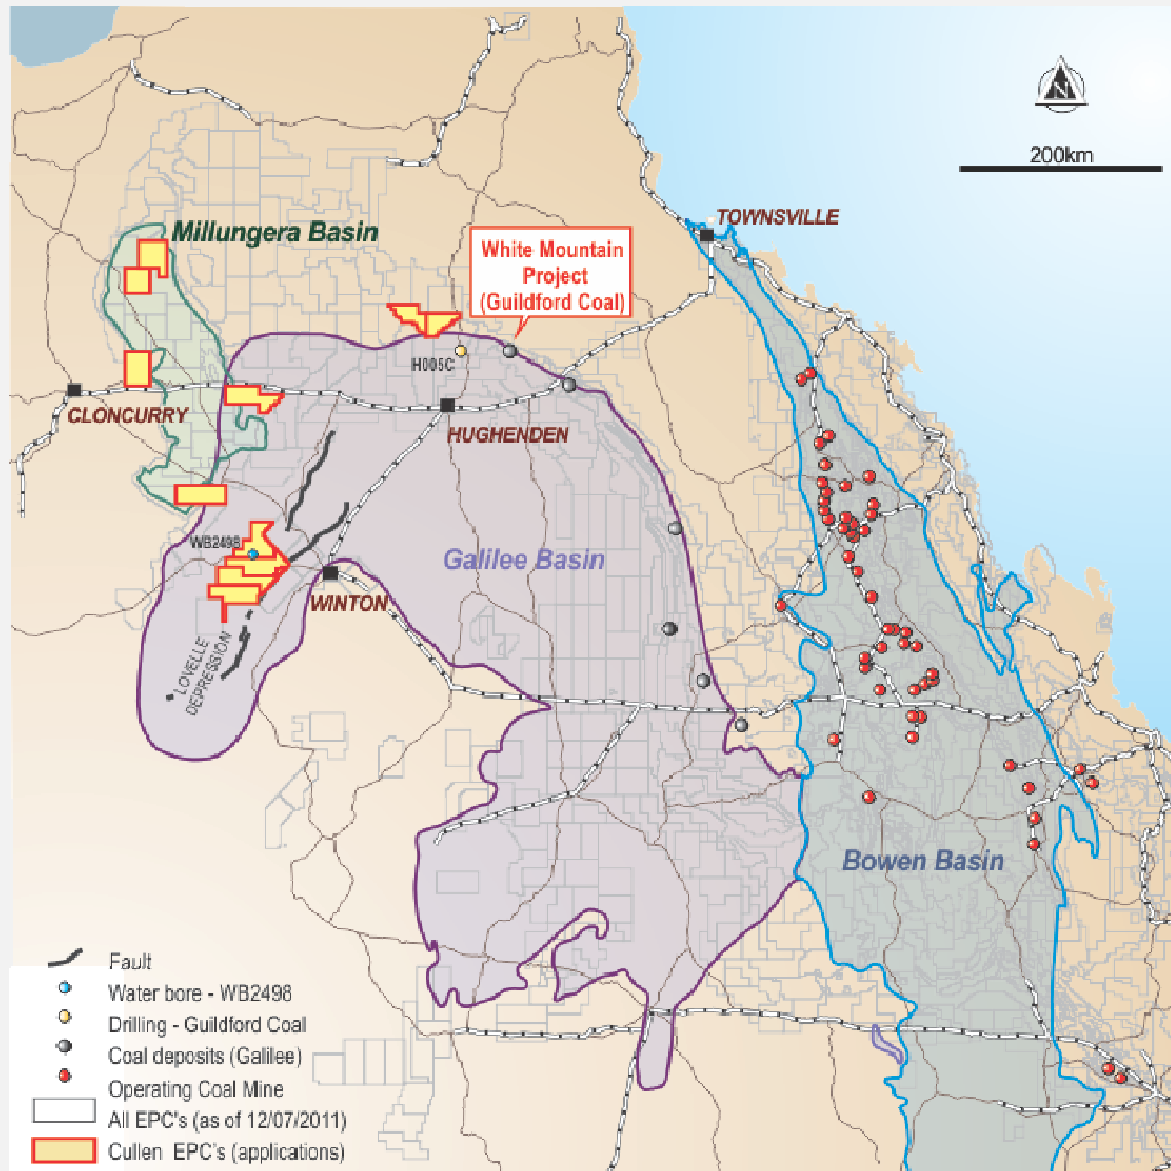 N
200km
TOWNSVILLE
Millungera Basin
White Mountain
Project
(Guildford Coal)
H005C
CLONCURRY
HUGHENDEN
WB2498
Galilee Basin
WINTON
LOVELLE
DEPRESSION
Bowen Basin
Fault
Water bore - WB2498
Drilling - Guildford Coal
Coal deposits (Galilee)
Operating Coal Mine
All EPC's (as of 12/07/2011)
Cullen EPC's (applications)